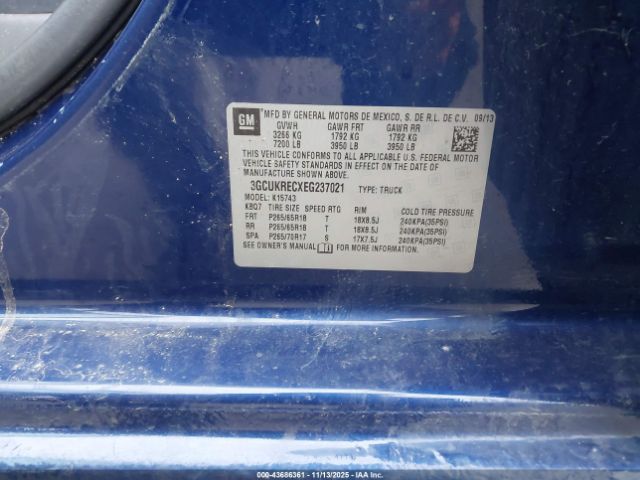 GM
MFD BY GENERAL MOTORS DE MEXICO, S. DE R.L. DE C.V. 09/13
GVWR GAWR FRT GAWR RR
3266 KG 1792 KG 1792 KG
7200 LB 3950 LB 3950 LB
THIS VEHICLE CONFORMS TO ALL APPLICABLE U.S. FEDERAL MOTOR
VEHICLE SAFETY STANDARDS IN EFFECT ON THE DATE OF
MANUFACTURE SHOWN ABOVE.
3GCUKRECXEG237021 TYPE: TRUCK
MODEL: K15743
K8Q7 TIRE SIZE SPEED RTG RIM COLD TIRE PRESSURE
FRT P265/65R18 T 18X8.5J 240KPA(35PSI)
RR P265/65R18 T 18X8.5J 240KPA(35PSI)
SPA P265/70R17 S 17X7.5J 240KPA(35PSI)
SEE OWNER'S MANUAL FOR MORE INFORMATION.
00-43686361 - 11/13/2025 - IAAI.COM